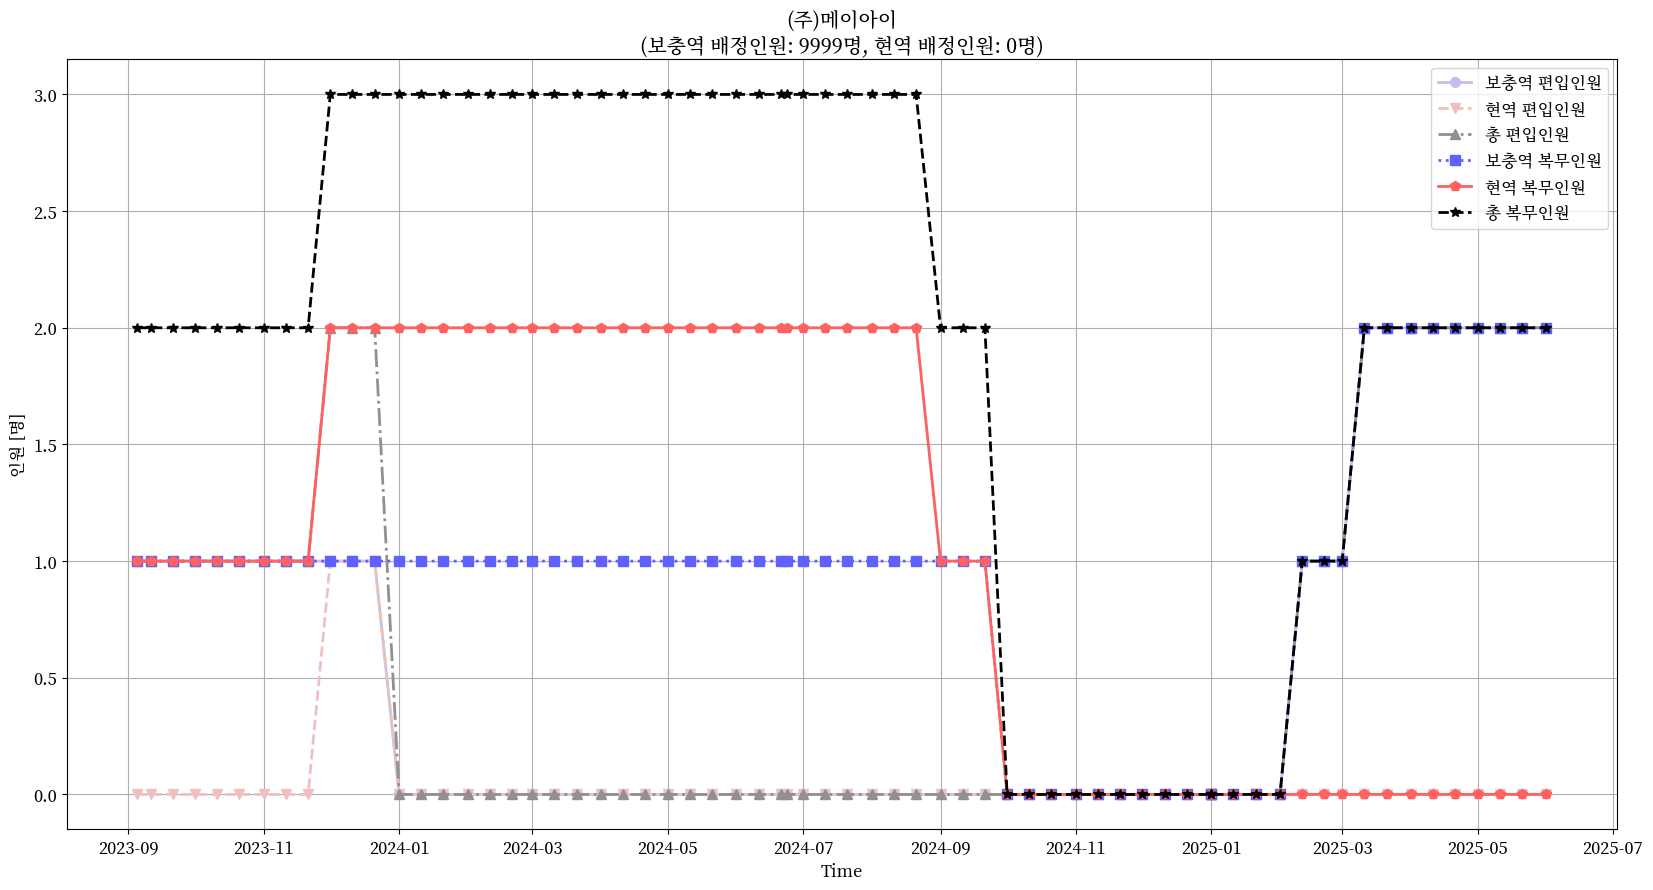 (주)메이아이
(보충역 배정인원: 9999명, 현역 배정인원: 0명)
보충역 편입인원
현역 편입인원
총 편입인원
보충역 복무인원
현역 복무인원
총 복무인원
인원 [명]
3.0
2.5
2.0
1.5
1.0
0.5
0.0
2023-09 2023-11 2024-01 2024-03 2024-05 2024-07 2024-09 2024-11 2025-01 2025-03 2025-05 2025-07
Time